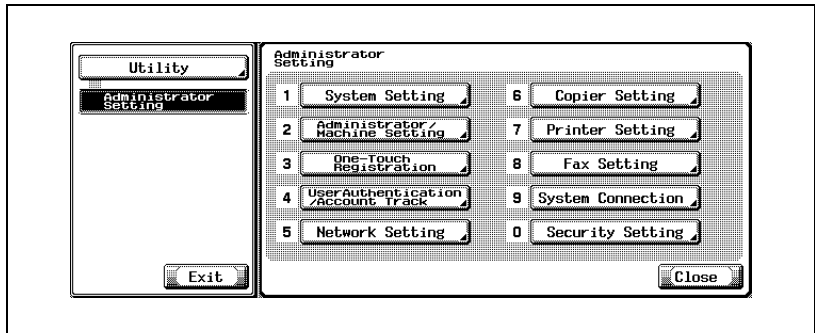 Utility
Administrator
Setting
Exit
Administrator
Setting
1 System Setting
2 Administrator/
Machine Setting
3 One-Touch
Registration
4 UserAuthentication
/Account Track
5 Network Setting
6 Copier Setting
7 Printer Setting
8 Fax Setting
9 System Connection
0 Security Setting
Close